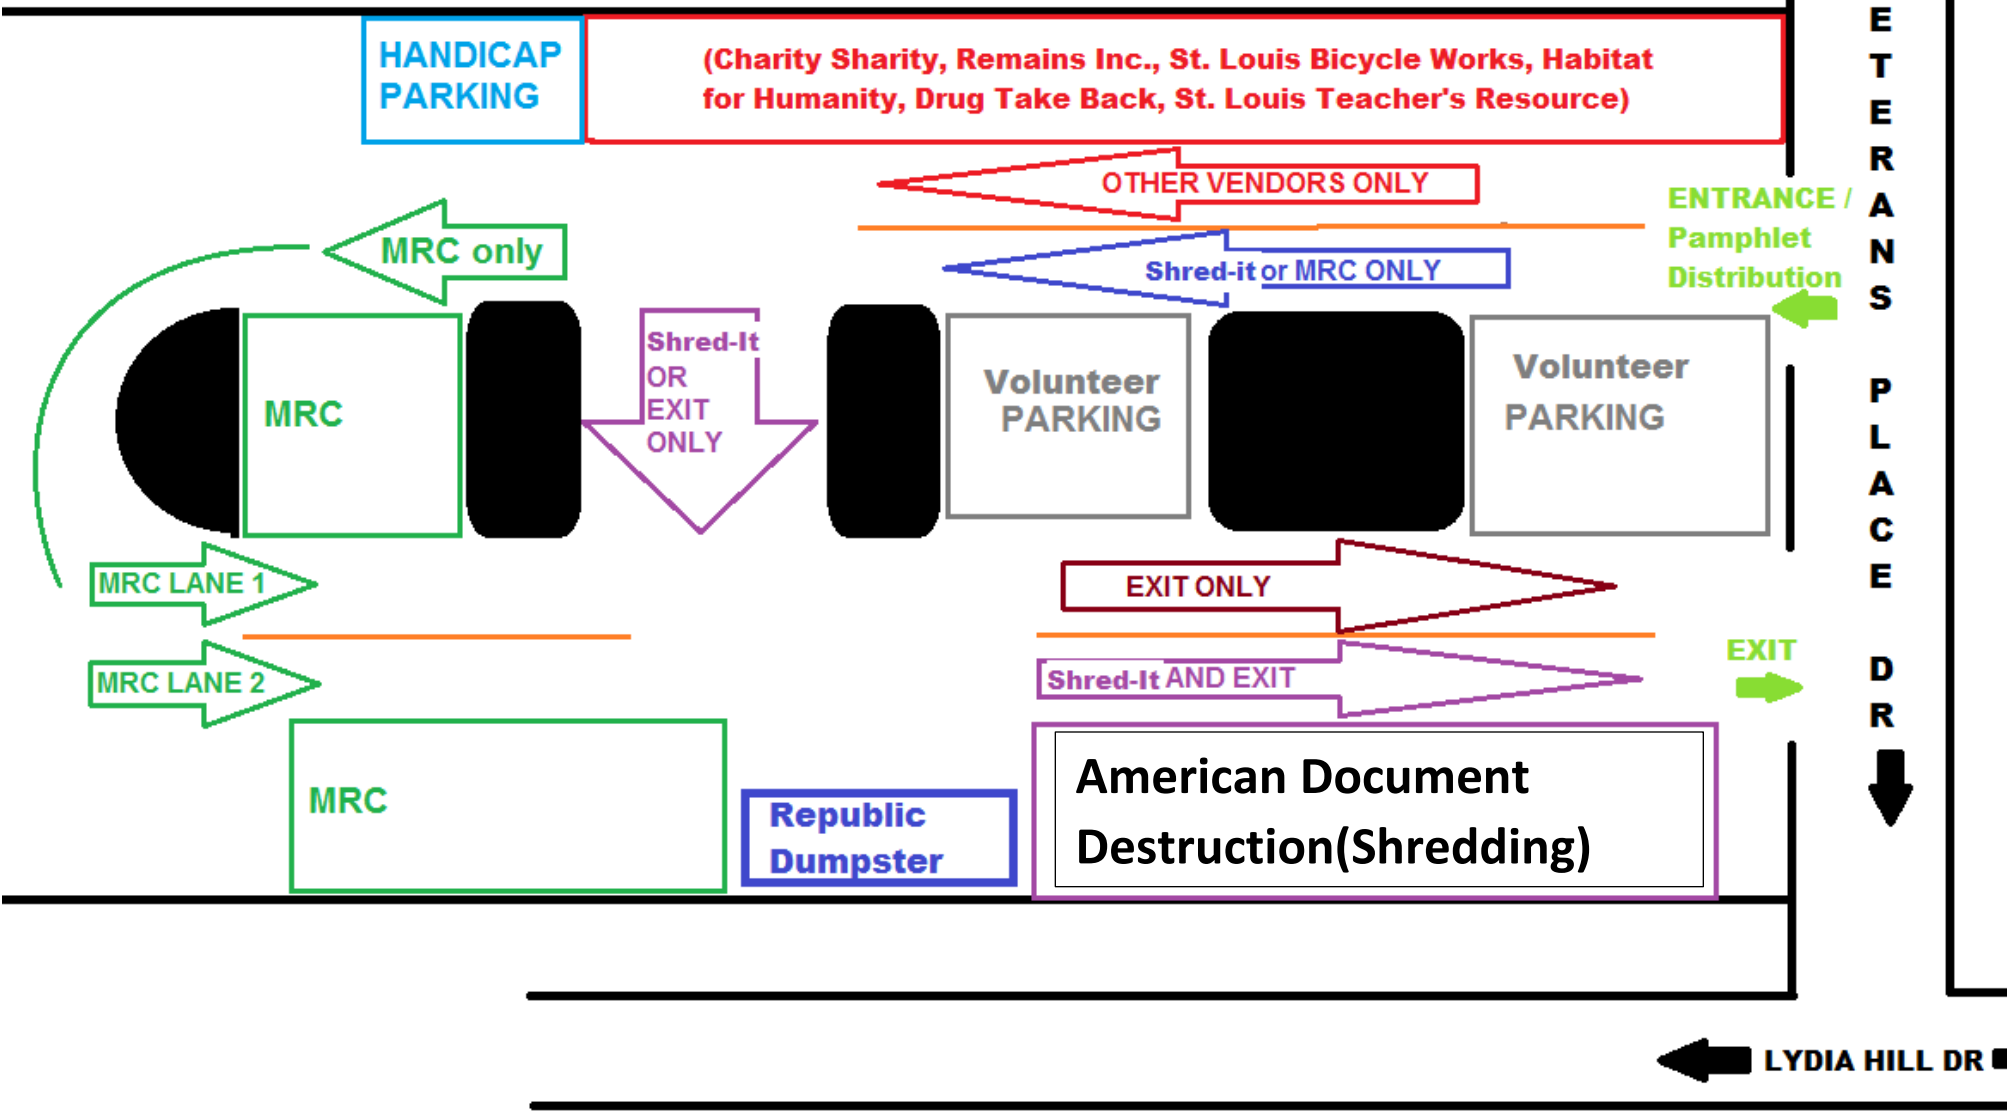 HANDICAP
PARKING
(Charity Sharity, Remains Inc., St. Louis Bicycle Works, Habitat
for Humanity, Drug Take Back, St. Louis Teacher's Resource)
OTHER VENDORS ONLY
ENTRANCE /
Pamphlet
Distribution
MRC only
Shred-it or MRC ONLY
MRC
Shred-It
OR
EXIT
ONLY
Volunteer
PARKING
Volunteer
PARKING
MRC LANE 1
EXIT ONLY
MRC LANE 2
Shred-It AND EXIT
EXIT
MRC
Republic
Dumpster
American Document
Destruction(Shredding)
ETERANS PLACE DR
LYDIA HILL DR